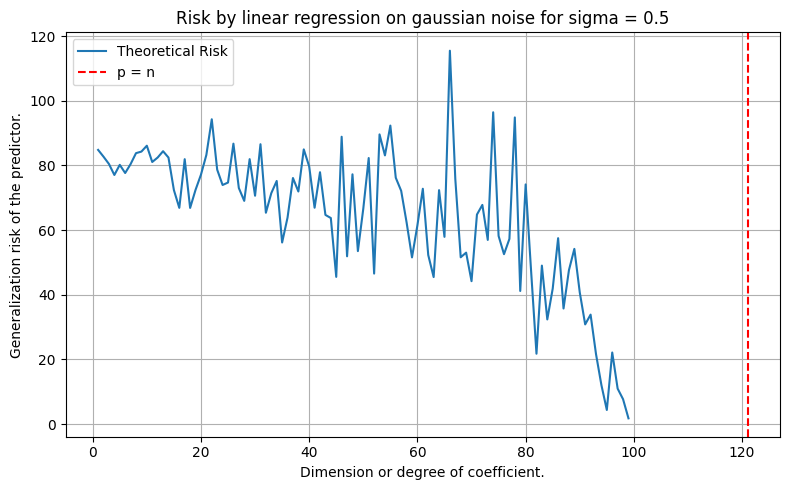 Risk by linear regression on gaussian noise for sigma = 0.5
Theoretical Risk
p = n
Generalization risk of the predictor.
120
100
80
60
40
20
0
0 20 40 60 80 100 120
Dimension or degree of coefficient.